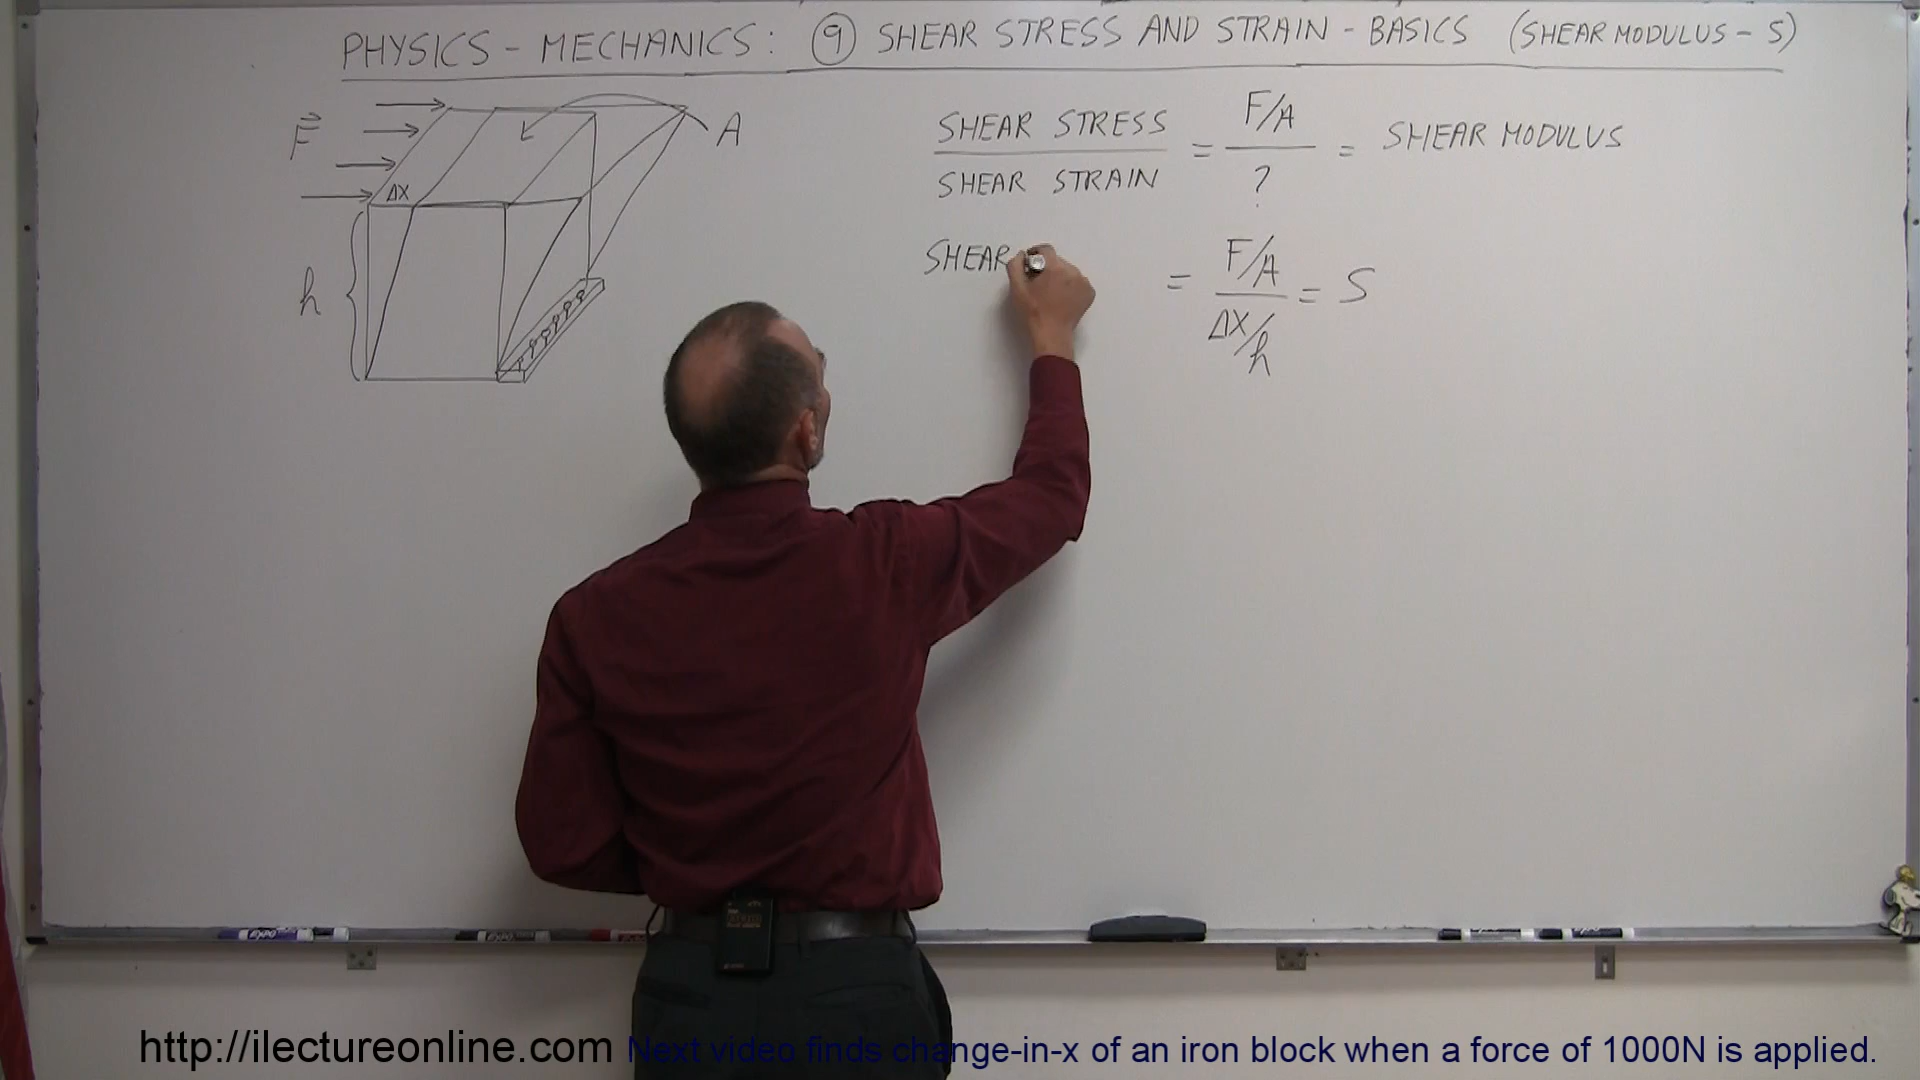 PHYSICS - MECHANICS: 9 SHEAR STRESS AND STRAIN - BASICS (SHEAR MODULUS - S)
F
A
ΔX
h
SHEAR STRESS / SHEAR STRAIN = F/A / ? = SHEAR MODULUS
SHEAR = F/A / ΔX/h = S
http://ilectureonline.com Next video finds change-in-x of an iron block when a force of 1000N is applied.